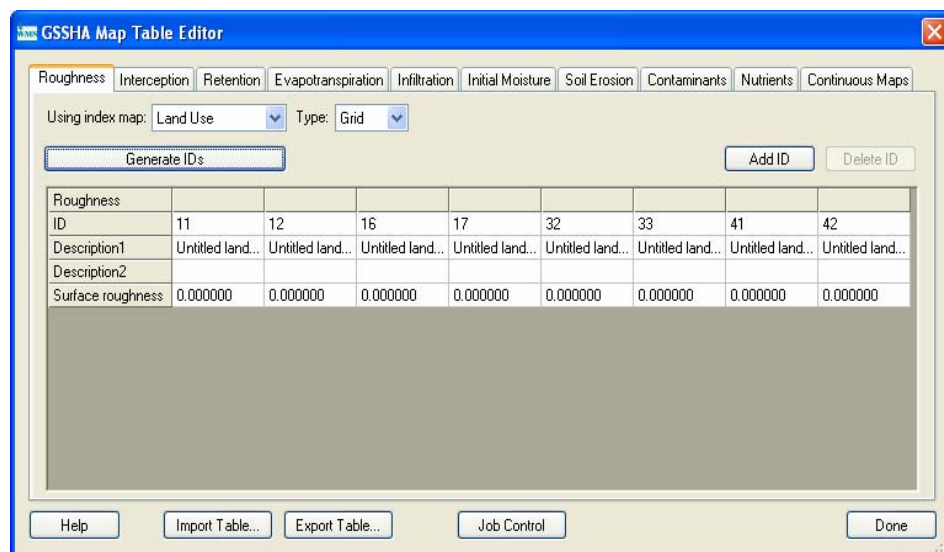 WMS GSSHA Map Table Editor
Roughness Interception Retention Evapotranspiration Infiltration Initial Moisture Soil Erosion Contaminants Nutrients Continuous Maps
Using index map: Land Use Type: Grid
Generate IDs Add ID Delete ID
Roughness
ID 11 12 16 17 32 33 41 42
Description1 Untitled land... Untitled land... Untitled land... Untitled land... Untitled land... Untitled land... Untitled land... Untitled land...
Description2
Surface roughness 0.000000 0.000000 0.000000 0.000000 0.000000 0.000000 0.000000 0.000000
Help Import Table... Export Table... Job Control Done